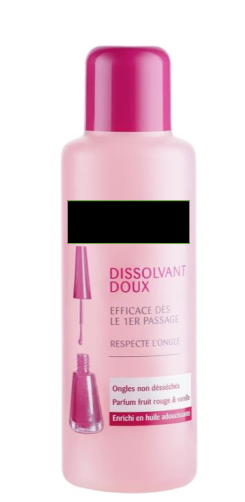 DISSOLVANT
DOUX
EFFICACE DÈS
LE 1ER PASSAGE
RESPECTE L'ONGLE
Ongles non désséchés
Parfum fruit rouge & vanille
Enrichi en huile adoucissante